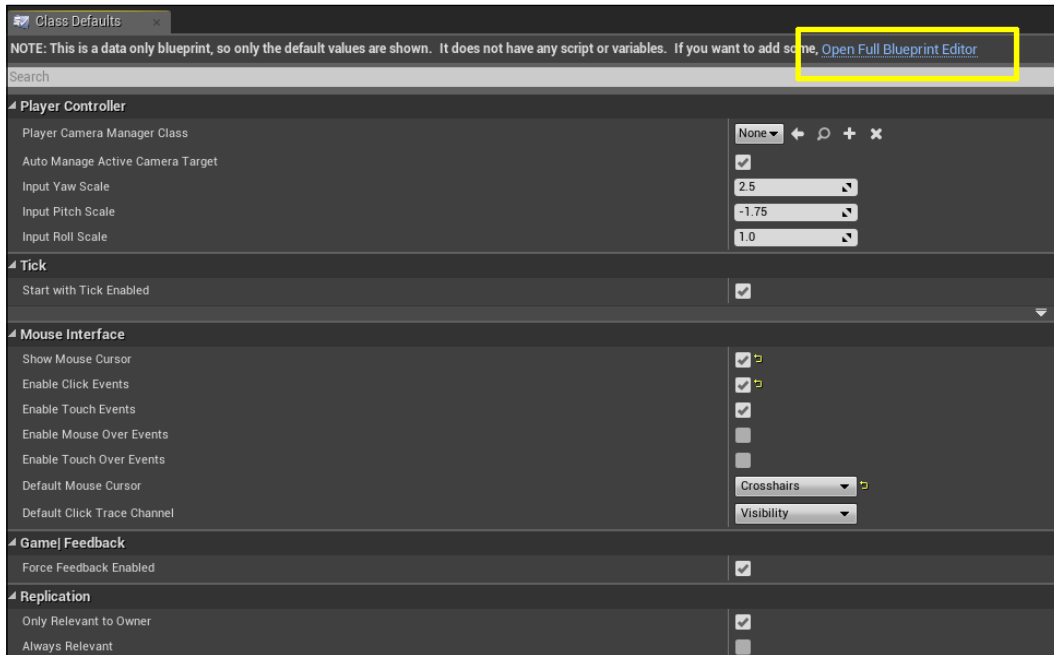 Class Defaults
NOTE: This is a data only blueprint, so only the default values are shown.  It does not have any script or variables.  If you want to add some, Open Full Blueprint Editor
Search
Player Controller
Player Camera Manager Class None
Auto Manage Active Camera Target
Input Yaw Scale 2.5
Input Pitch Scale -1.75
Input Roll Scale 1.0
Tick
Start with Tick Enabled
Mouse Interface
Show Mouse Cursor
Enable Click Events
Enable Touch Events
Enable Mouse Over Events
Enable Touch Over Events
Default Mouse Cursor Crosshairs
Default Click Trace Channel Visibility
Game| Feedback
Force Feedback Enabled
Replication
Only Relevant to Owner
Always Relevant